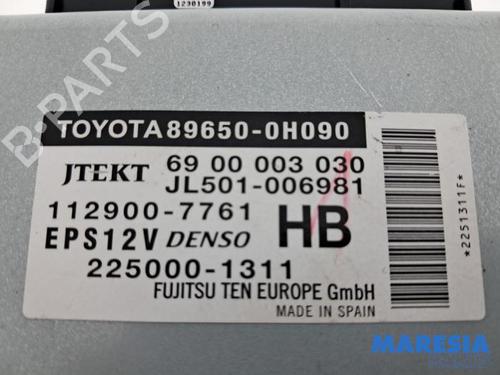 1230199
TOYOTA 89650-0H090
JTEKT 69 00 003 030
JL501-006981
112900-7761 HB
EPS12V DENSO
225000-1311
FUJITSU TEN EUROPE GmbH
MADE IN SPAIN
*2251311F*
B-PARTS
MARESIA